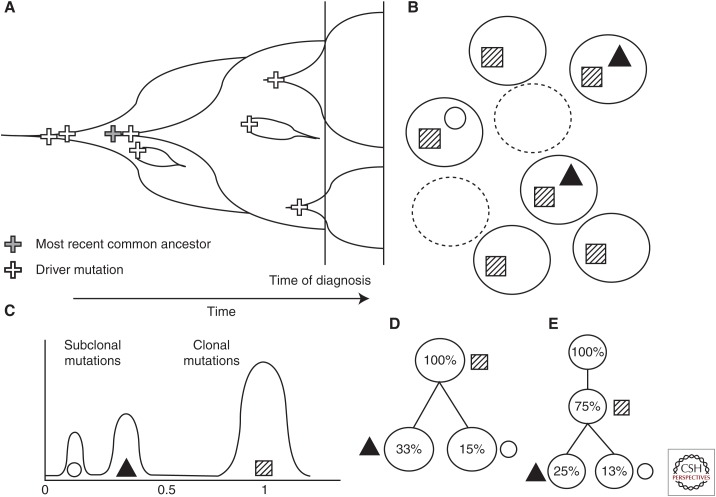 A
B
Most recent common ancestor
Driver mutation
Time of diagnosis
Time
C
Subclonal
mutations
Clonal
mutations
0
0.5
1
D
100%
33%
15%
E
100%
75%
25%
13%
CSH
PERSPECTIVES